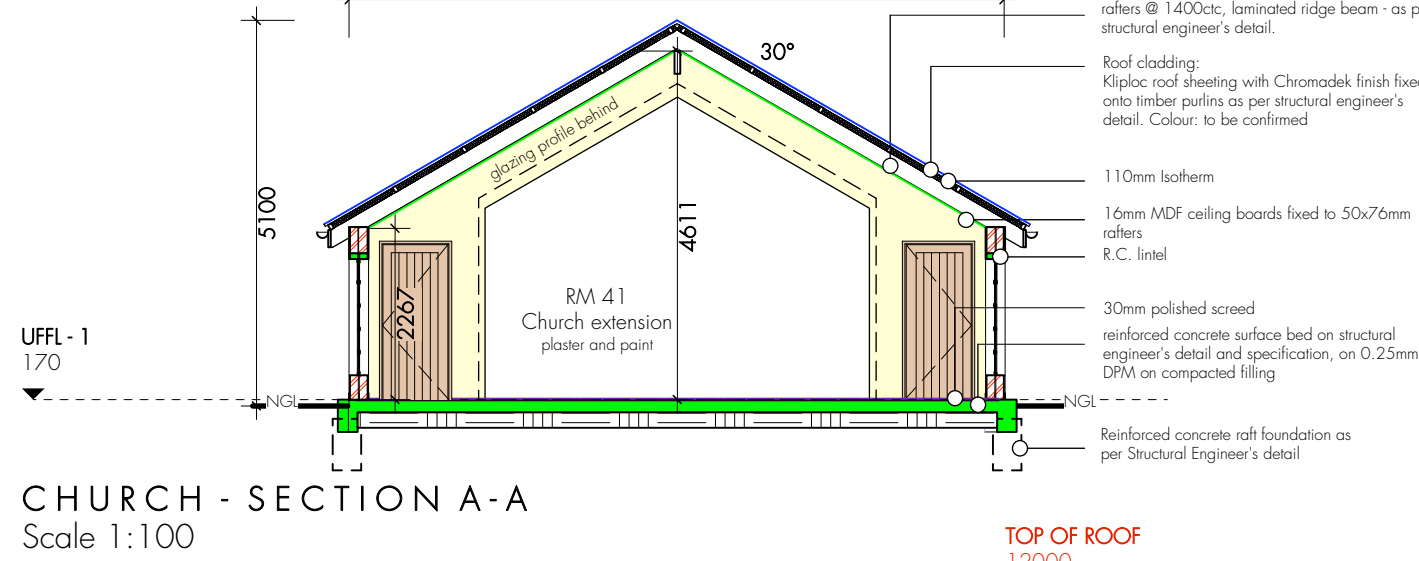 rafters @ 1400ctc, laminated ridge beam - as p
structural engineer's detail.
30°
Roof cladding:
Kliploc roof sheeting with Chromadek finish fixed
onto timber purlins as per structural engineer's
detail. Colour: to be confirmed
glazing profile behind
110mm Isotherm
5100
4611
16mm MDF ceiling boards fixed to 50x76mm
rafters
R.C. lintel
2267
RM 41
Church extension
plaster and paint
30mm polished screed
UFFL - 1
170
reinforced concrete surface bed on structural
engineer's detail and specification, on 0.25mm
DPM on compacted filling
NGL
NGL
Reinforced concrete raft foundation as
per Structural Engineer's detail
CHURCH - SECTION A-A
Scale 1:100
TOP OF ROOF
12000